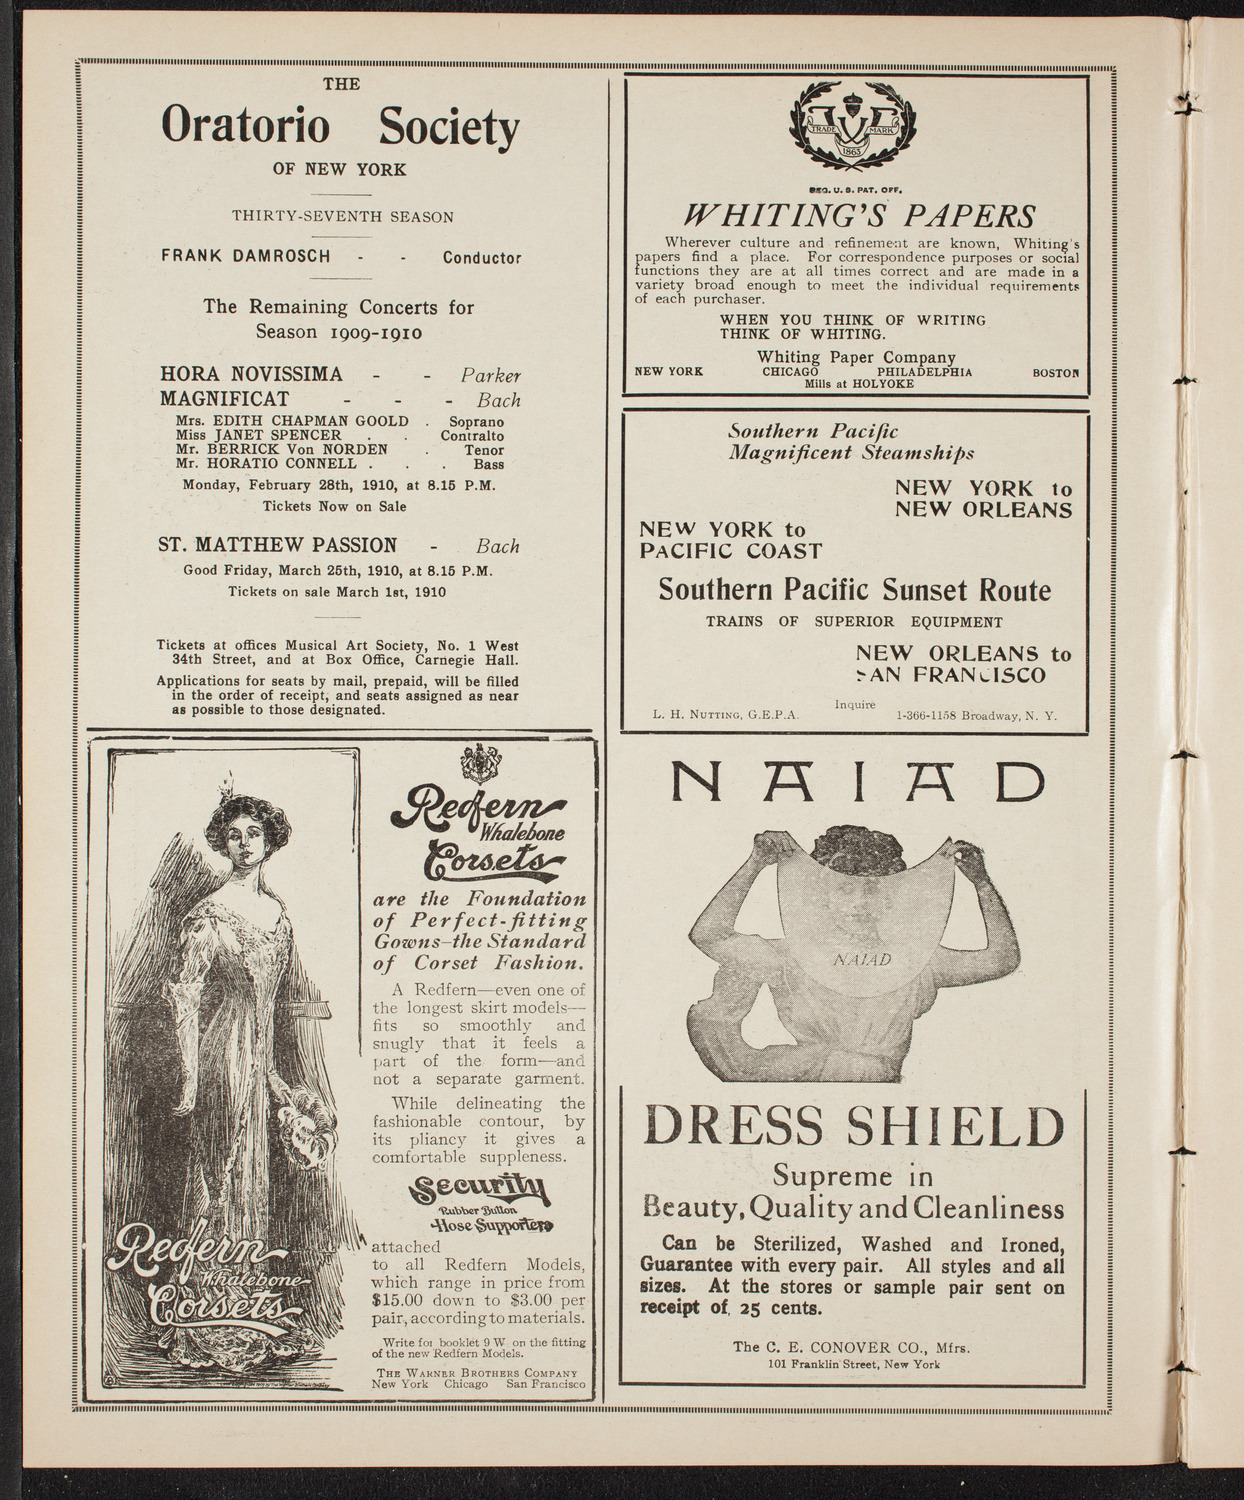 THE
Oratorio Society
OF NEW YORK
THIRTY-SEVENTH SEASON
FRANK DAMROSCH - - Conductor
The Remaining Concerts for
Season 1909-1910
HORA NOVISSIMA - - Parker
MAGNIFICAT - - - Bach
Mrs. EDITH CHAPMAN GOOLD . Soprano
Miss JANET SPENCER . . Contralto
Mr. BERRICK Von NORDEN . Tenor
Mr. HORATIO CONNELL . . . Bass
Monday, February 28th, 1910, at 8.15 P.M.
Tickets Now on Sale
ST. MATTHEW PASSION - Bach
Good Friday, March 25th, 1910, at 8.15 P.M.
Tickets on sale March 1st, 1910
Tickets at offices Musical Art Society, No. 1 West
34th Street, and at Box Office, Carnegie Hall.
Applications for seats by mail, prepaid, will be filled
in the order of receipt, and seats assigned as near
as possible to those designated.
Redfern
Whalebone
Corsets
are the Foundation
of Perfect-fitting
Gowns—the Standard
of Corset Fashion.
A Redfern—even one of
the longest skirt models—
fits so smoothly and
snugly that it feels a
part of the form—and
not a separate garment.
While delineating the
fashionable contour, by
its pliancy it gives a
comfortable suppleness.
Security
Rubber Button
Hose Supporters
attached
to all Redfern Models,
which range in price from
$15.00 down to $3.00 per
pair, according to materials.
Write for booklet 9 W on the fitting
of the new Redfern Models.
THE WARNER BROTHERS COMPANY
New York Chicago San Francisco
Redfern
Whalebone
Corsets
TRADE MARK
1865
REG. U. S. PAT. OFF.
WHITING'S PAPERS
Wherever culture and refinement are known, Whiting's
papers find a place. For correspondence purposes or social
functions they are at all times correct and are made in a
variety broad enough to meet the individual requirements
of each purchaser.
WHEN YOU THINK OF WRITING
THINK OF WHITING.
Whiting Paper Company
NEW YORK CHICAGO PHILADELPHIA BOSTON
Mills at HOLYOKE
Southern Pacific
Magnificent Steamships
NEW YORK to
NEW ORLEANS
NEW YORK to
PACIFIC COAST
Southern Pacific Sunset Route
TRAINS OF SUPERIOR EQUIPMENT
NEW ORLEANS to
SAN FRANCISCO
Inquire
L. H. NUTTING, G.E.P.A. 1-366-1158 Broadway, N. Y.
NAIAD
NAIAD
DRESS SHIELD
Supreme in
Beauty, Quality and Cleanliness
Can be Sterilized, Washed and Ironed,
Guarantee with every pair. All styles and all
sizes. At the stores or sample pair sent on
receipt of 25 cents.
The C. E. CONOVER CO., Mfrs.
101 Franklin Street, New York